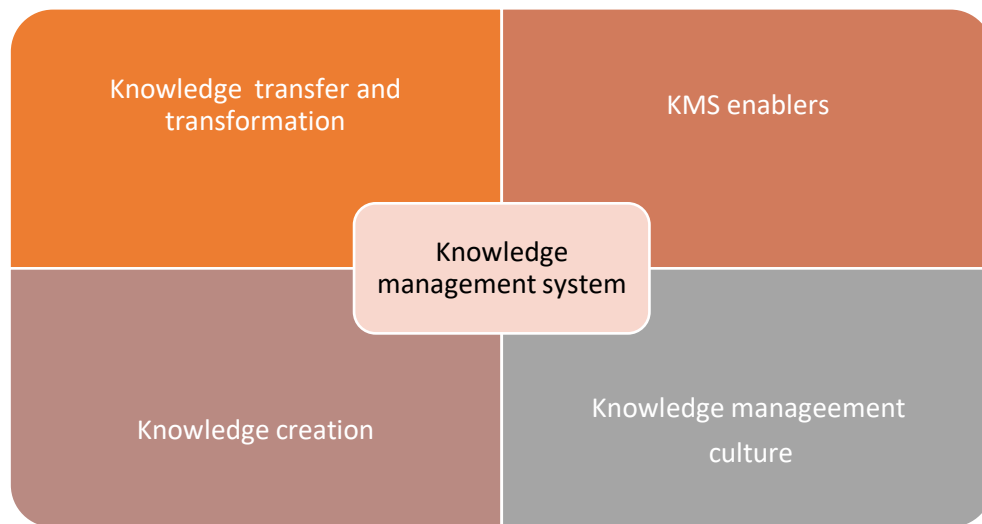 Knowledge transfer and
transformation
KMS enablers
Knowledge
management system
Knowledge creation
Knowledge manageement
culture